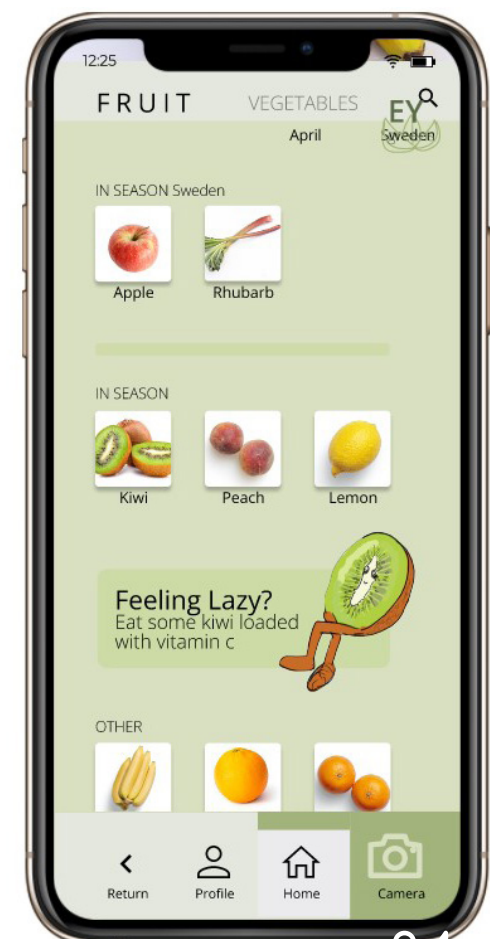 12:25
FRUIT VEGETABLES EY
April Sweden
IN SEASON Sweden
Apple Rhubarb
IN SEASON
Kiwi Peach Lemon
Feeling Lazy?
Eat some kiwi loaded
with vitamin c
OTHER
Return Profile Home Camera